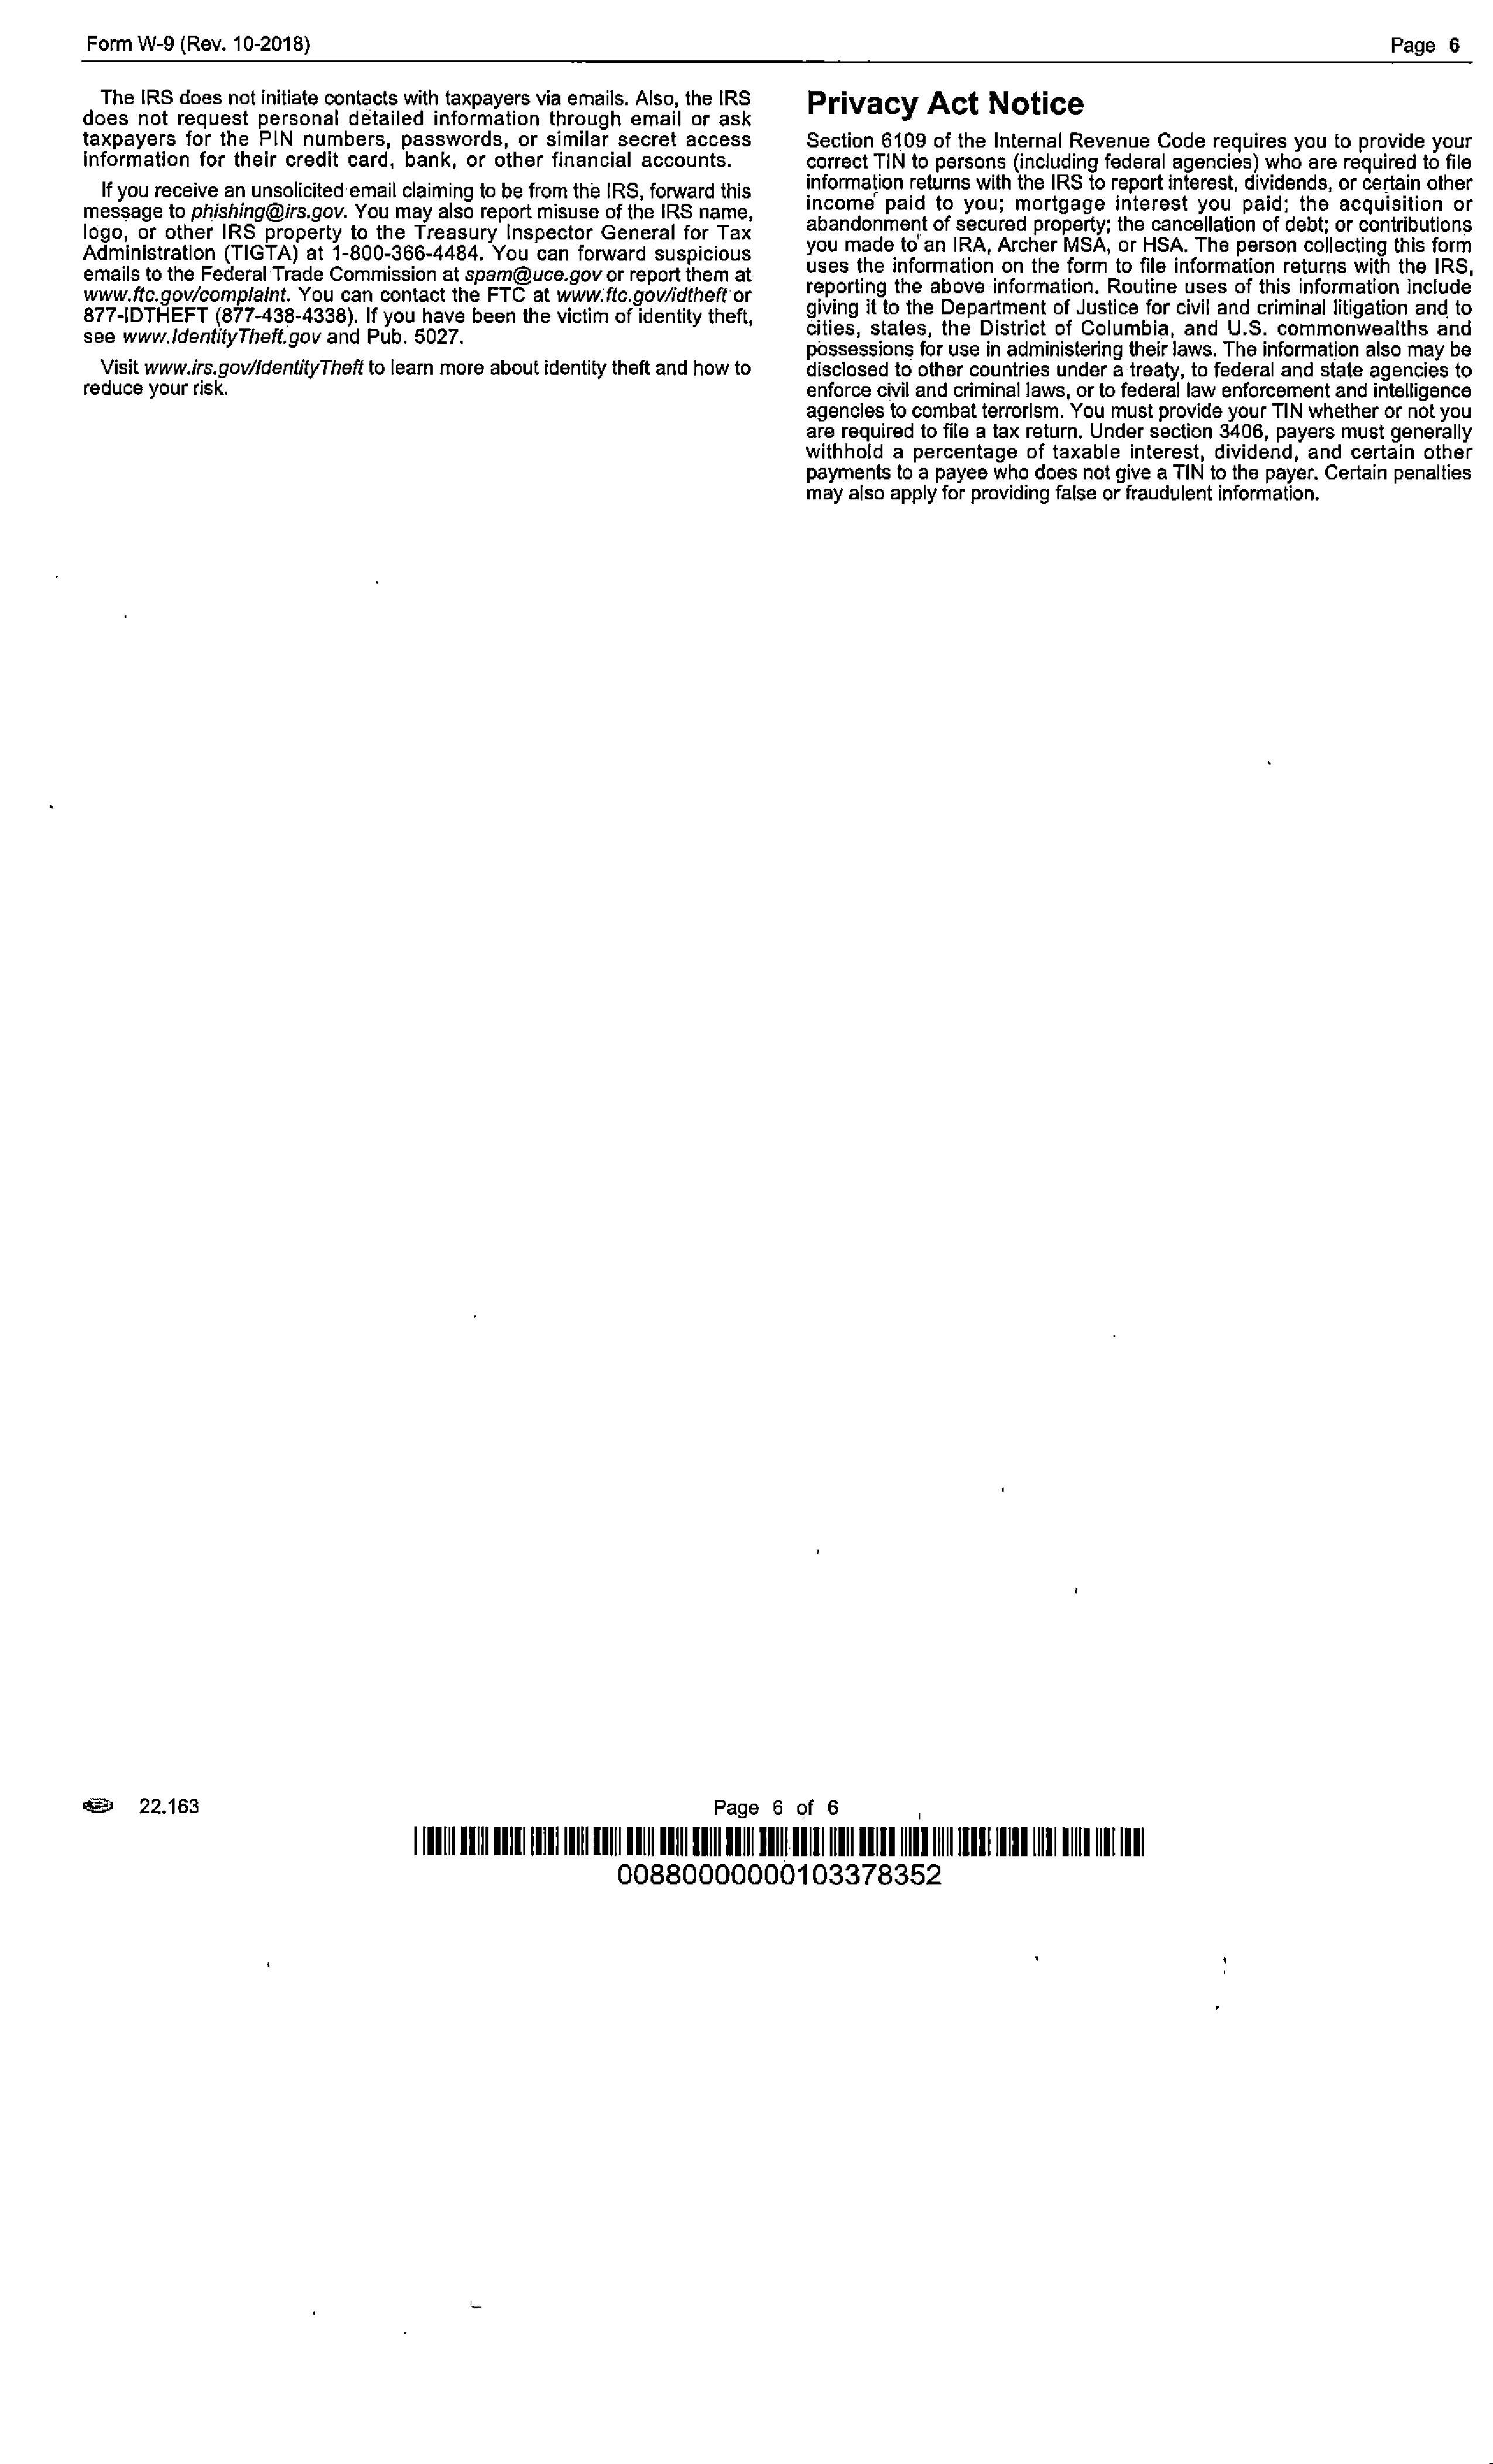 Form W-9 (Rev. 10-2018)
Page 6
The IRS does not initiate contacts with taxpayers via emails. Also, the IRS
does not request personal detailed information through email or ask
taxpayers for the PIN numbers, passwords, or similar secret access
information for their credit card, bank, or other financial accounts.
If you receive an unsolicited email claiming to be from the IRS, forward this
message to phishing@irs.gov. You may also report misuse of the IRS name,
logo, or other IRS property to the Treasury Inspector General for Tax
Administration (TIGTA) at 1-800-366-4484. You can forward suspicious
emails to the Federal Trade Commission at spam@uce.gov or report them at
www.ftc.gov/complaint. You can contact the FTC at www.ftc.gov/idtheft or
877-IDTHEFT (877-438-4338). If you have been the victim of identity theft,
see www.IdentityTheft.gov and Pub. 5027.
Visit www.irs.gov/IdentityTheft to learn more about identity theft and how to
reduce your risk.
Privacy Act Notice
Section 6109 of the Internal Revenue Code requires you to provide your
correct TIN to persons (including federal agencies) who are required to file
information returns with the IRS to report interest, dividends, or certain other
income paid to you; mortgage interest you paid; the acquisition or
abandonment of secured property; the cancellation of debt; or contributions
you made to an IRA, Archer MSA, or HSA. The person collecting this form
uses the information on the form to file information returns with the IRS,
reporting the above information. Routine uses of this information include
giving it to the Department of Justice for civil and criminal litigation and to
cities, states, the District of Columbia, and U.S. commonwealths and
possessions for use in administering their laws. The information also may be
disclosed to other countries under a treaty, to federal and state agencies to
enforce civil and criminal laws, or to federal law enforcement and intelligence
agencies to combat terrorism. You must provide your TIN whether or not you
are required to file a tax return. Under section 3406, payers must generally
withhold a percentage of taxable interest, dividend, and certain other
payments to a payee who does not give a TIN to the payer. Certain penalties
may also apply for providing false or fraudulent information.
22.163
Page 6 of 6
00880000000103378352